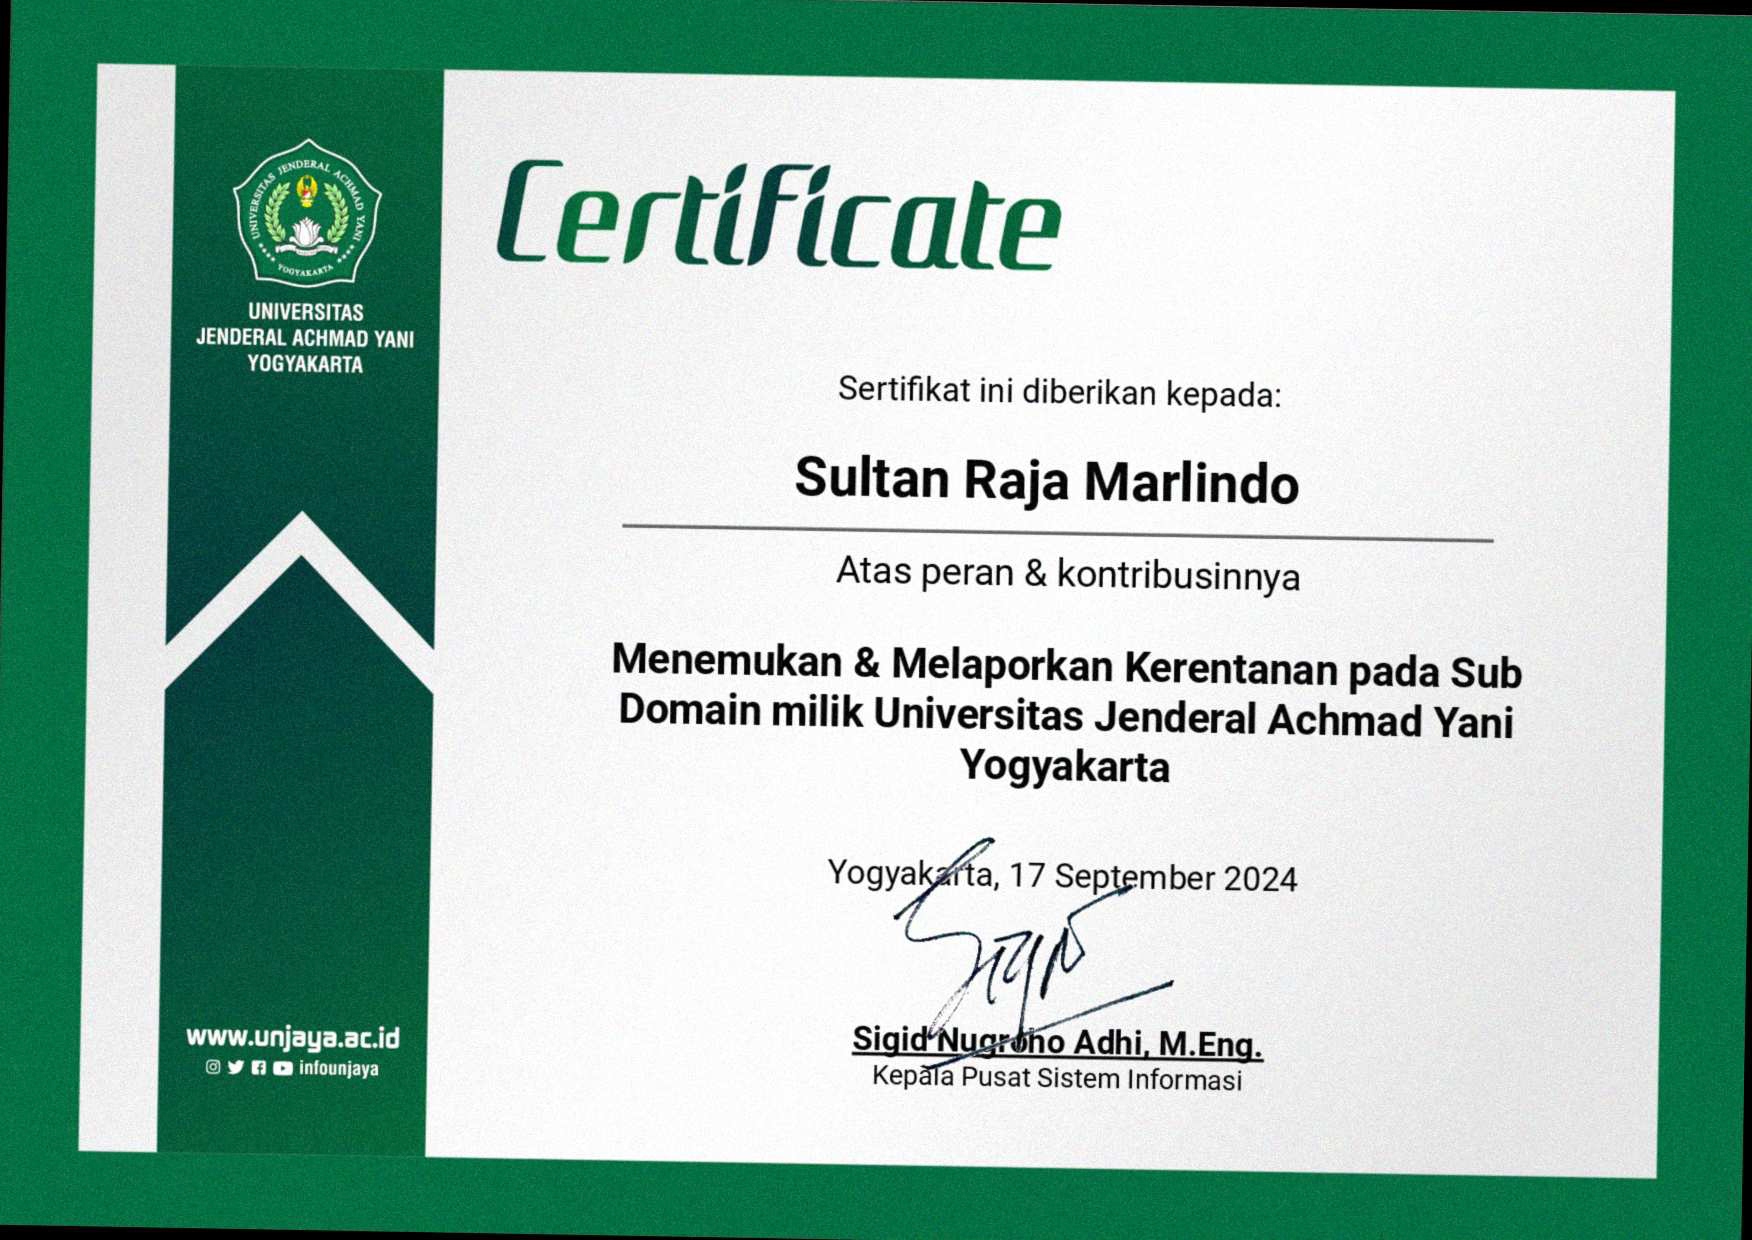 UNIVERSITAS JENDERAL ACHMAD YANI
YOGYAKARTA
UNIVERSITAS
JENDERAL ACHMAD YANI
YOGYAKARTA
Certificate
Sertifikat ini diberikan kepada:
Sultan Raja Marlindo
Atas peran & kontribusinnya
Menemukan & Melaporkan Kerentanan pada Sub
Domain milik Universitas Jenderal Achmad Yani
Yogyakarta
Yogyakarta, 17 September 2024
Sigid Nugroho Adhi, M.Eng.
Kepala Pusat Sistem Informasi
www.unjaya.ac.id
infounjaya